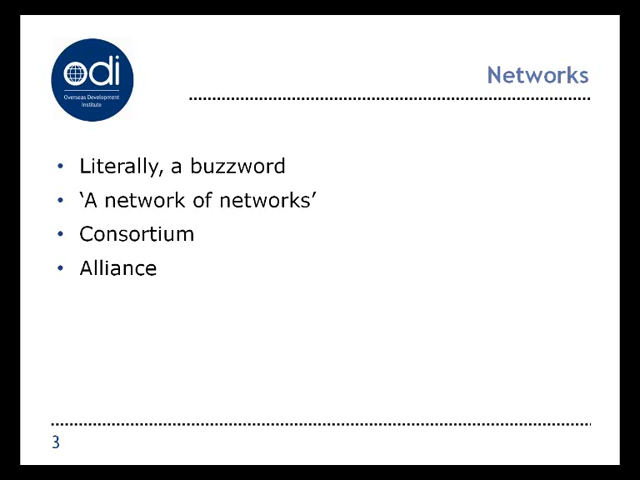 odi
Overseas Development
Institute
Networks
• Literally, a buzzword
• ‘A network of networks’
• Consortium
• Alliance
3